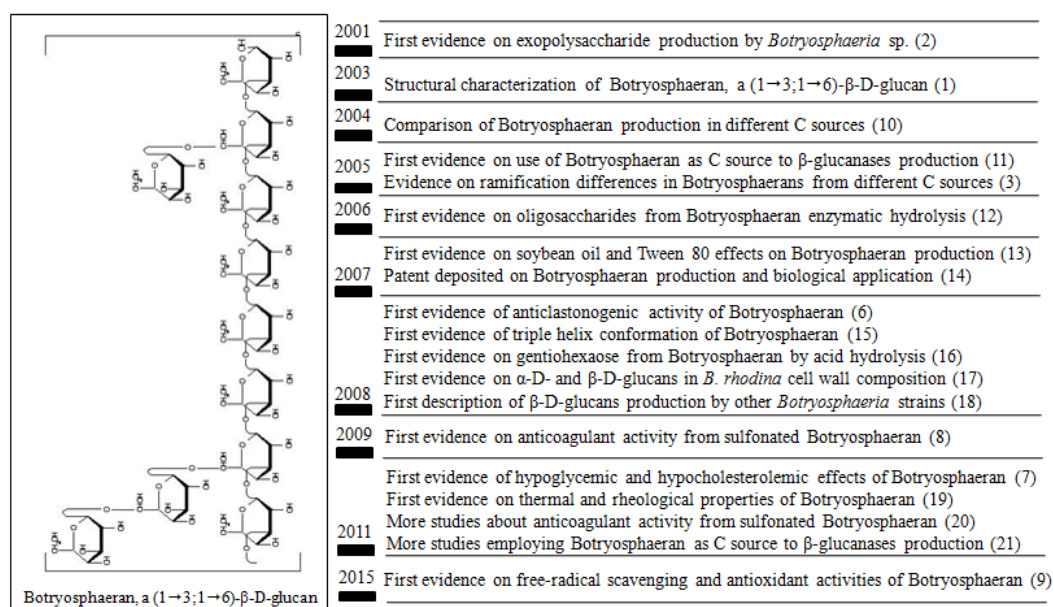 2001
First evidence on exopolysaccharide production by Botryosphaeria sp. (2)
2003
Structural characterization of Botryosphaeran, a (1→3;1→6)-β-D-glucan (1)
2004
Comparison of Botryosphaeran production in different C sources (10)
2005
First evidence on use of Botryosphaeran as C source to β-glucanases production (11)
Evidence on ramification differences in Botryosphaerans from different C sources (3)
2006
First evidence on oligosaccharides from Botryosphaeran enzymatic hydrolysis (12)
2007
First evidence on soybean oil and Tween 80 effects on Botryosphaeran production (13)
Patent deposited on Botryosphaeran production and biological application (14)
2008
First evidence of anticlastonogenic activity of Botryosphaeran (6)
First evidence of triple helix conformation of Botryosphaeran (15)
First evidence on gentiohexaose from Botryosphaeran by acid hydrolysis (16)
First evidence on α-D- and β-D-glucans in B. rhodina cell wall composition (17)
First description of β-D-glucans production by other Botryosphaeria strains (18)
2009
First evidence on anticoagulant activity from sulfonated Botryosphaeran (8)
2011
First evidence of hypoglycemic and hypocholesterolemic effects of Botryosphaeran (7)
First evidence on thermal and rheological properties of Botryosphaeran (19)
More studies about anticoagulant activity from sulfonated Botryosphaeran (20)
More studies employing Botryosphaeran as C source to β-glucanases production (21)
2015
First evidence on free-radical scavenging and antioxidant activities of Botryosphaeran (9)
Botryosphaeran, a (1→3;1→6)-β-D-glucan